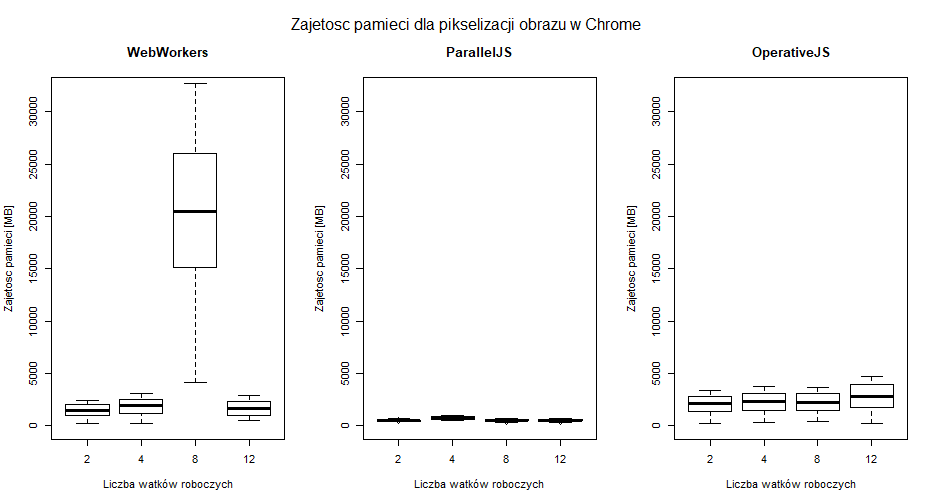 Zajetosc pamieci dla pikselizacji obrazu w Chrome
WebWorkers
Zajetosc pamieci [MB]
30000
25000
20000
15000
10000
5000
0
2 4 8 12
Liczba watków roboczych
ParallelJS
Zajetosc pamieci [MB]
30000
25000
20000
15000
10000
5000
0
2 4 8 12
Liczba watków roboczych
OperativeJS
Zajetosc pamieci [MB]
30000
25000
20000
15000
10000
5000
0
2 4 8 12
Liczba watków roboczych